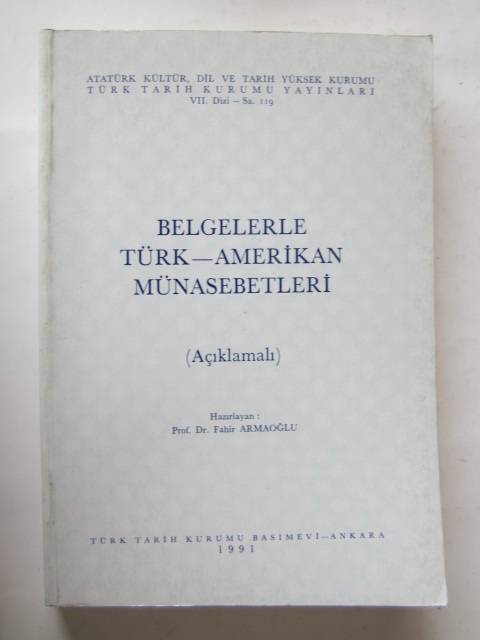 ATATÜRK KÜLTÜR, DİL VE TARİH YÜKSEK KURUMU
TÜRK TARİH KURUMU YAYINLARI
VII. Dizi — Sa. 119
BELGELERLE
TÜRK—AMERİKAN
MÜNASEBETLERİ
(Açıklamalı)
Hazırlayan :
Prof. Dr. Fahir ARMAOĞLU
TÜRK TARİH KURUMU BASIMEVİ—ANKARA
1991